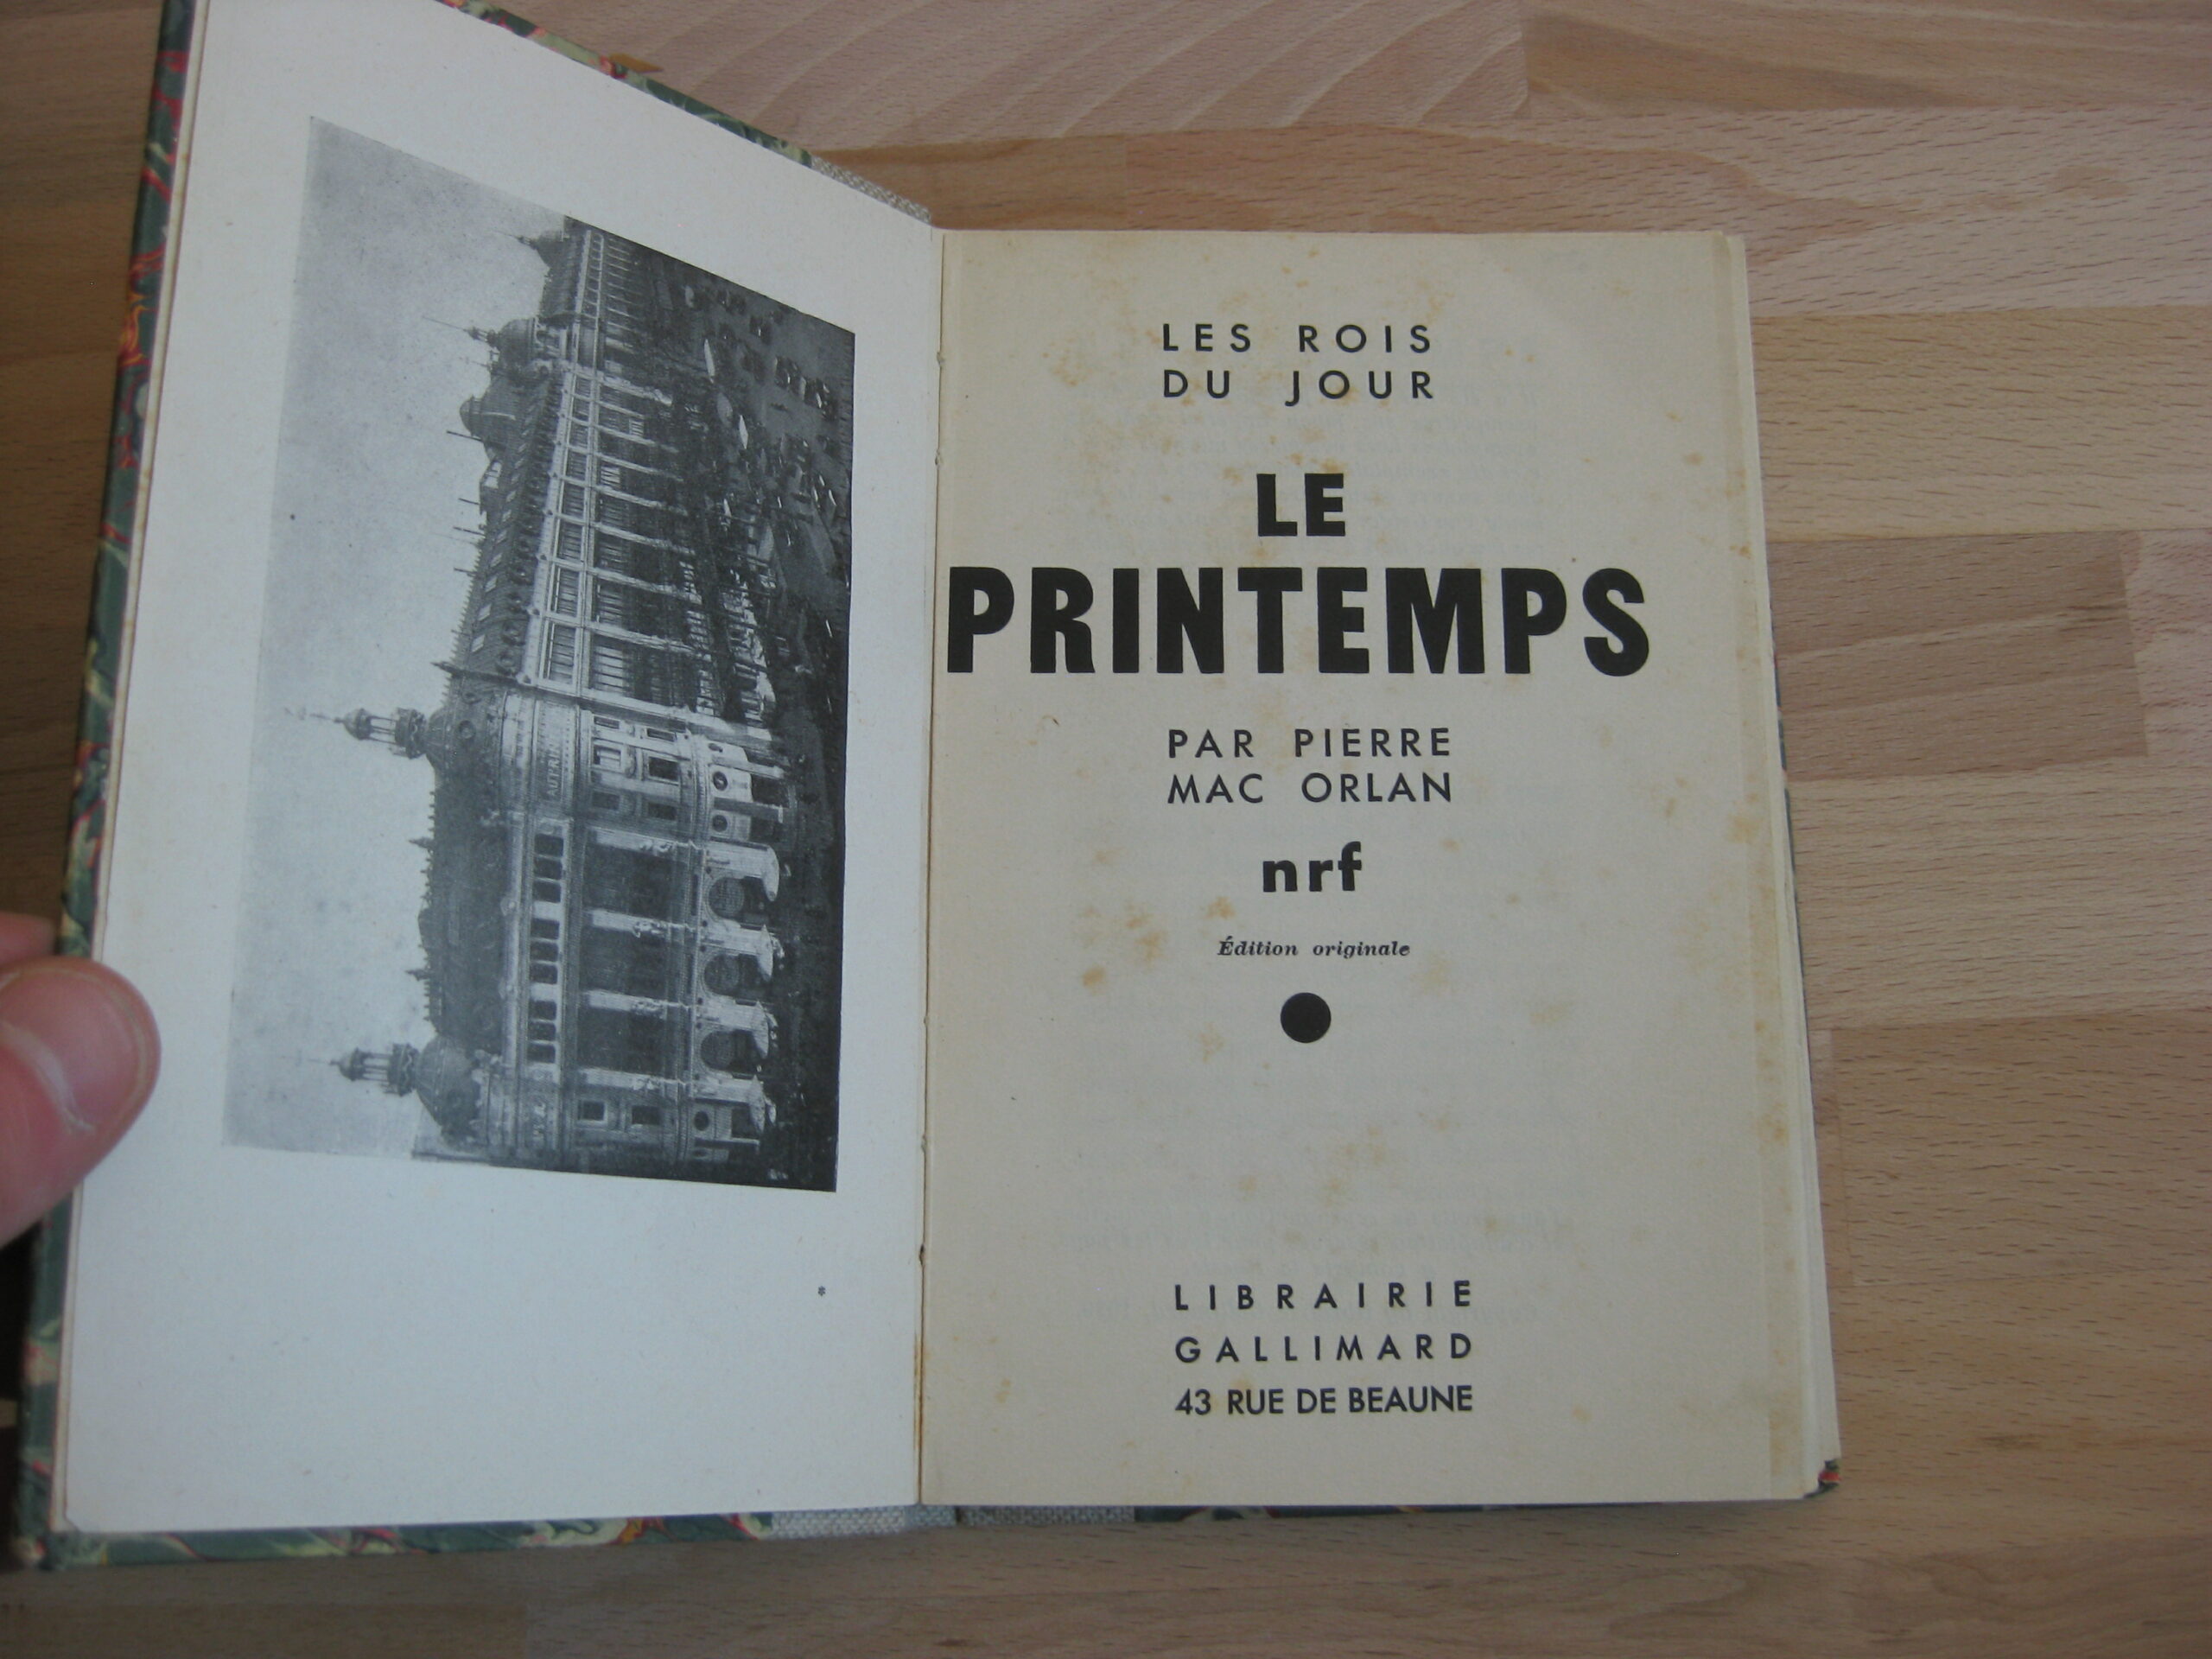 LES ROIS
DU JOUR
LE
PRINTEMPS
PAR PIERRE
MAC ORLAN
nrf
Édition originale
LIBRAIRIE
GALLIMARD
43 RUE DE BEAUNE